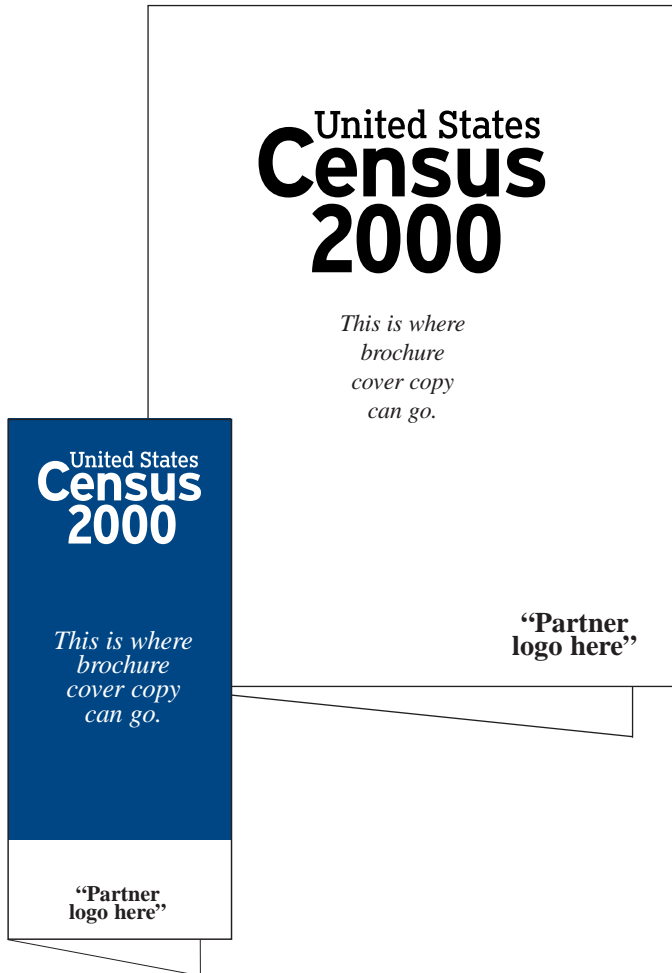 United States
Census
2000
This is where
brochure
cover copy
can go.
“Partner
logo here”
United States
Census
2000
This is where
brochure
cover copy
can go.
“Partner
logo here”